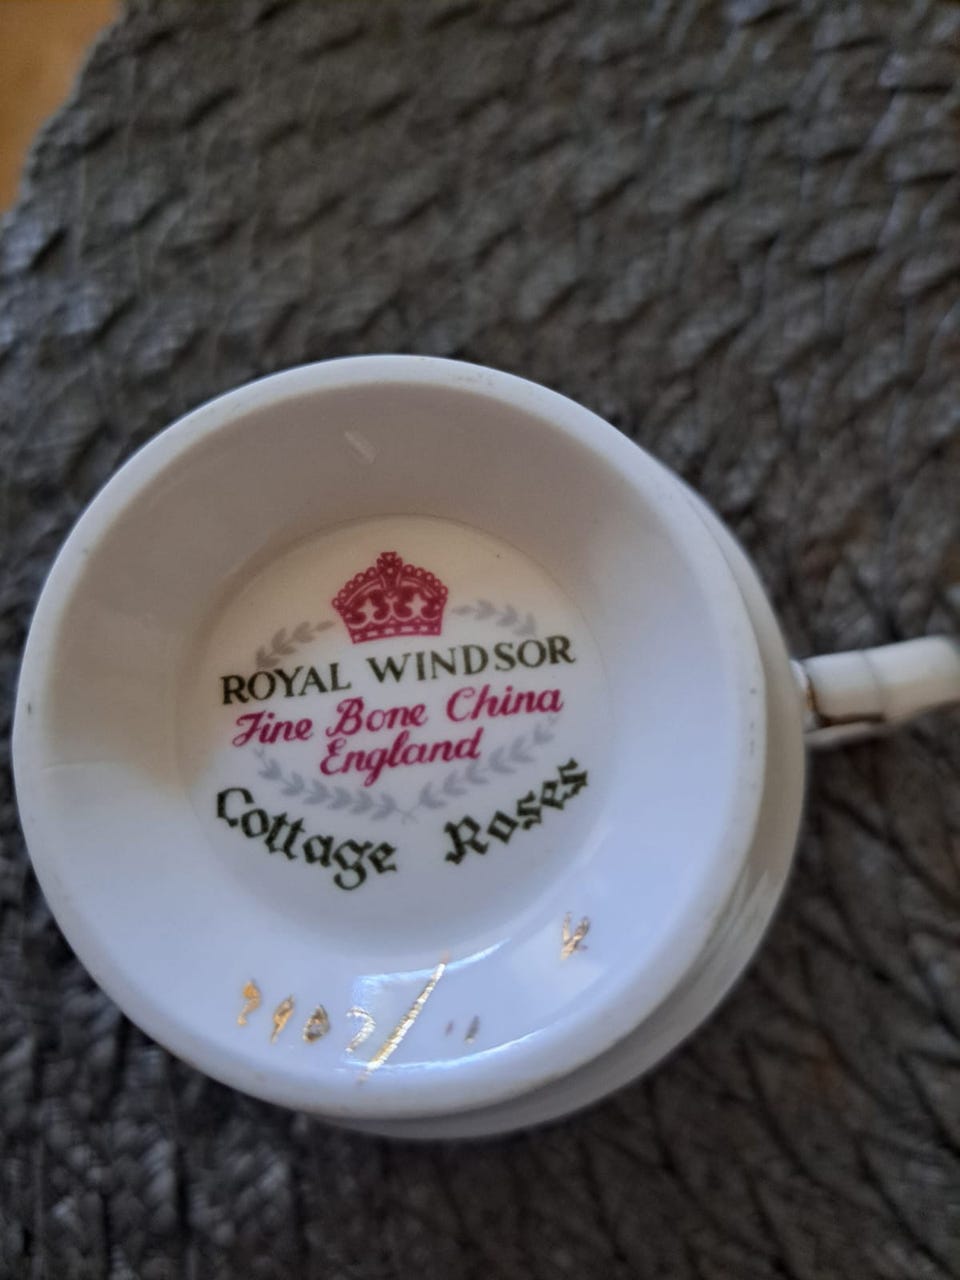 ROYAL WINDSOR
Fine Bone China
England
Cottage Roses